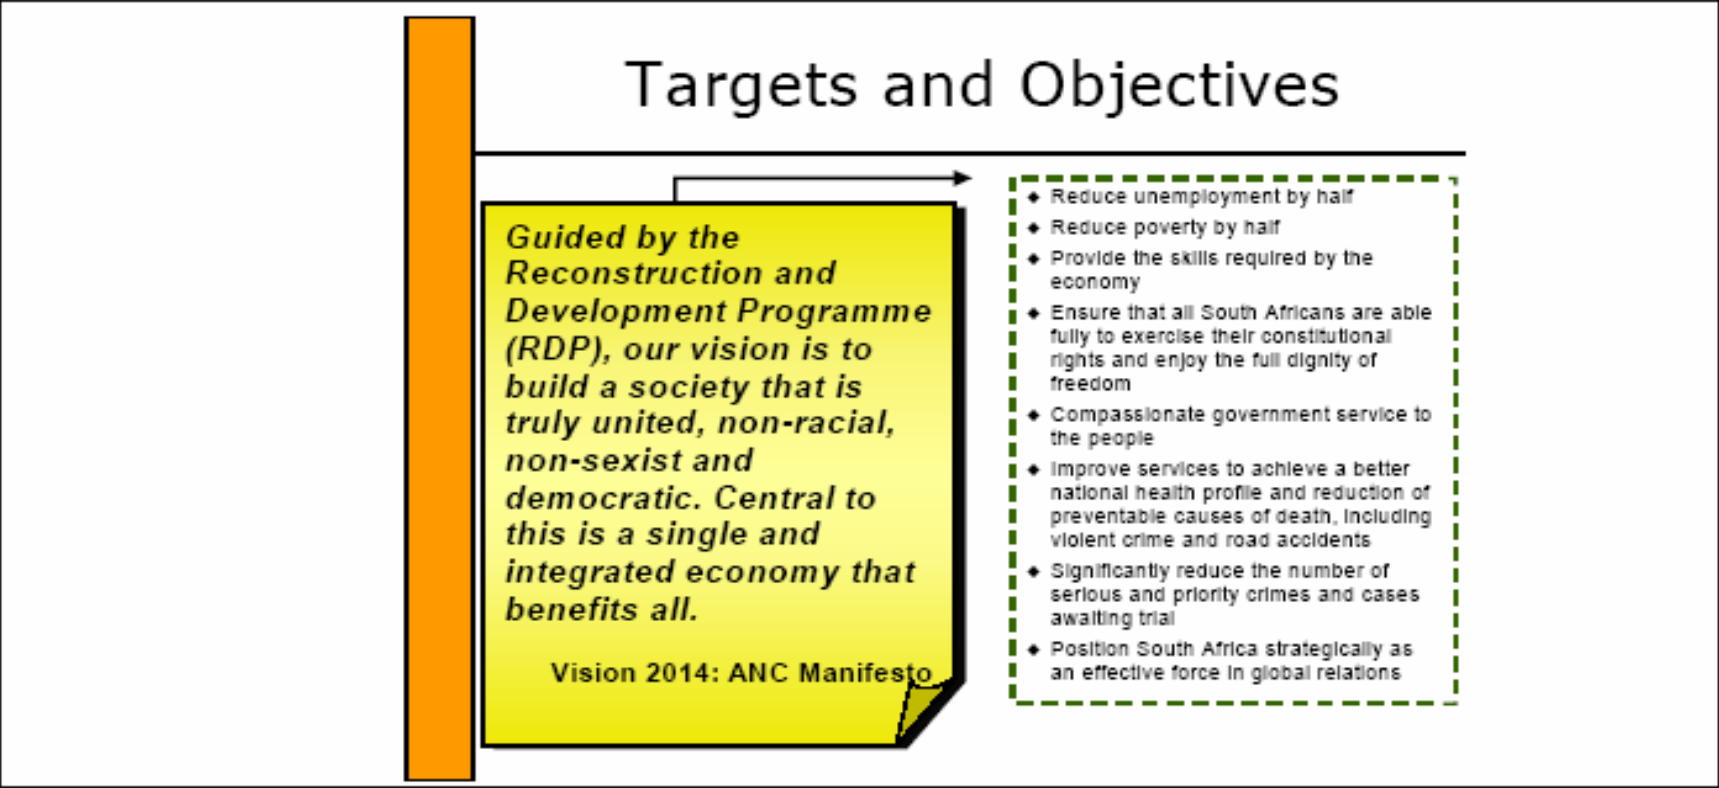 Targets and Objectives
Guided by the
Reconstruction and
Development Programme
(RDP), our vision is to
build a society that is
truly united, non-racial,
non-sexist and
democratic. Central to
this is a single and
integrated economy that
benefits all.
Vision 2014: ANC Manifesto
◆ Reduce unemployment by half
◆ Reduce poverty by half
◆ Provide the skills required by the
economy
◆ Ensure that all South Africans are able
fully to exercise their constitutional
rights and enjoy the full dignity of
freedom
◆ Compassionate government service to
the people
◆ Improve services to achieve a better
national health profile and reduction of
preventable causes of death, including
violent crime and road accidents
◆ Significantly reduce the number of
serious and priority crimes and cases
awaiting trial
◆ Position South Africa strategically as
an effective force in global relations